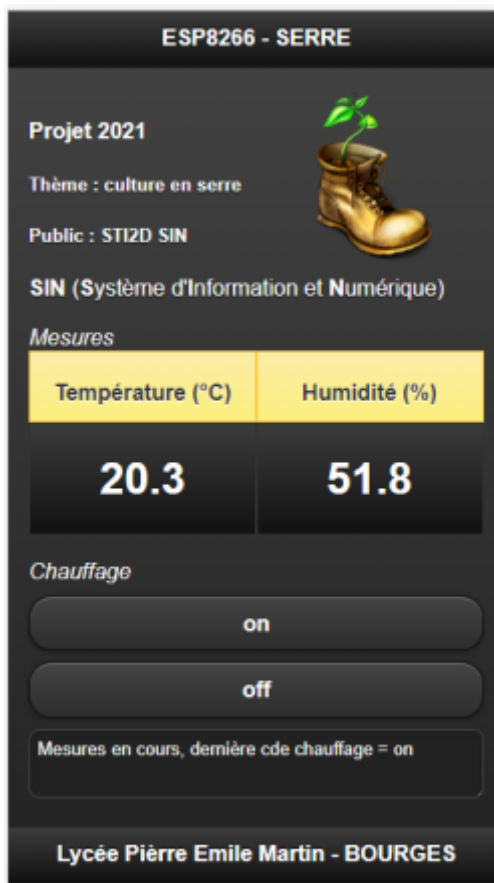 ESP8266 - SERRE
Projet 2021
Thème : culture en serre
Public : STI2D SIN
SIN (Système d'Information et Numérique)
Mesures
Température (°C) Humidité (%)
20.3 51.8
Chauffage
on
off
Mesures en cours, dernière cde chauffage = on
Lycée Pièrre Emile Martin - BOURGES